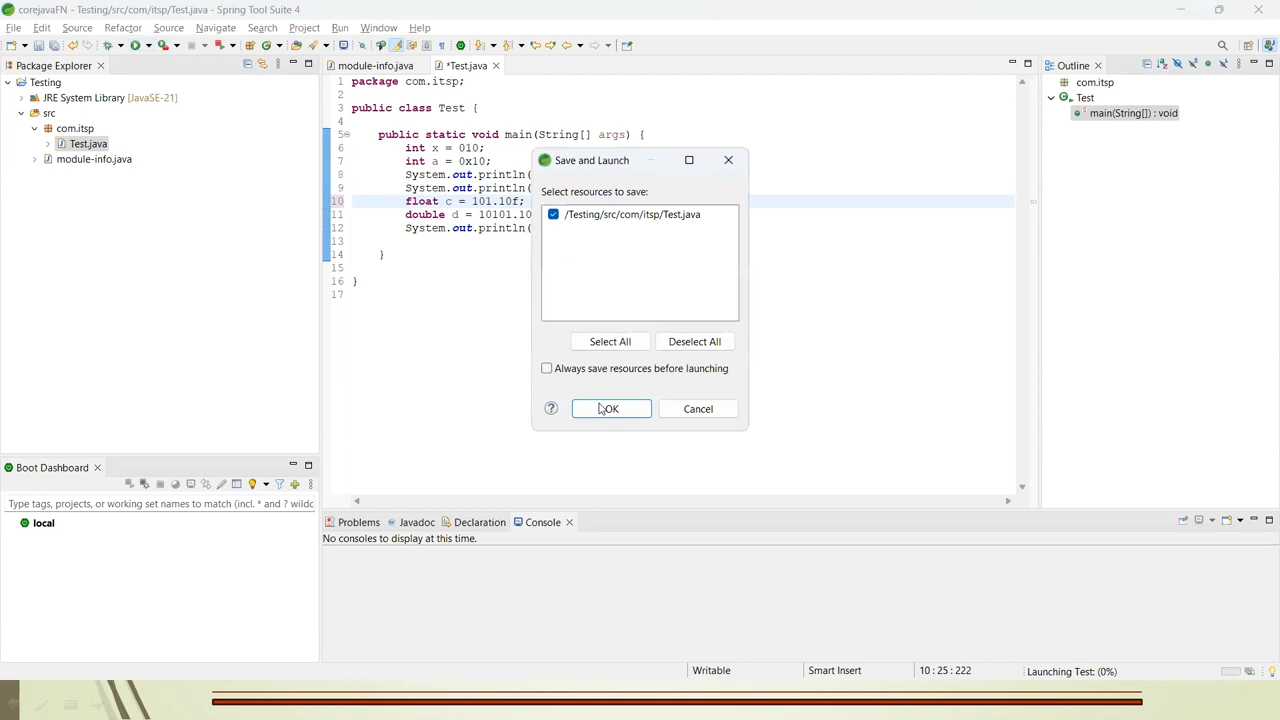 corejavaFN - Testing/src/com/itsp/Test.java - Spring Tool Suite 4
File Edit Source Refactor Source Navigate Search Project Run Window Help
Package Explorer
Testing
JRE System Library [JavaSE-21]
src
com.itsp
Test.java
module-info.java
module-info.java
*Test.java
1 package com.itsp;
2
3 public class Test {
4
5 public static void main(String[] args) {
6 int x = 010;
7 int a = 0x10;
8 System.out.println(
9 System.out.println(
10 float c = 101.10f;
11 double d = 10101.10
12 System.out.println(
13
14 }
15
16 }
17
Save and Launch
Select resources to save:
/Testing/src/com/itsp/Test.java
Select All Deselect All
Always save resources before launching
OK Cancel
Outline
com.itsp
Test
main(String[]) : void
Boot Dashboard
Type tags, projects, or working set names to match (incl. * and ? wildc
local
Problems Javadoc Declaration Console
No consoles to display at this time.
Writable Smart Insert 10 : 25 : 222 Launching Test: (0%)